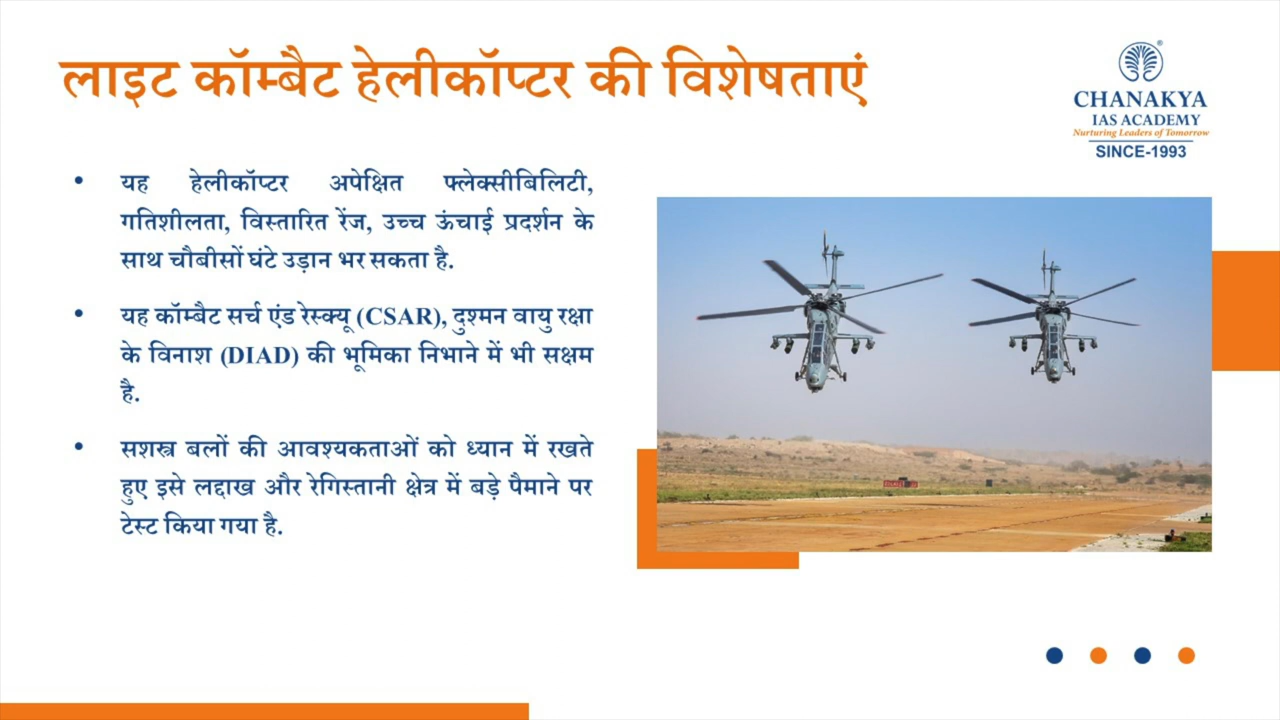 लाइट कॉम्बैट हेलीकॉप्टर की विशेषताएं
CHANAKYA
IAS ACADEMY
Nurturing Leaders of Tomorrow
SINCE-1993
• यह हेलीकॉप्टर अपेक्षित फ्लेक्सीबिलिटी,
गतिशीलता, विस्तारित रेंज, उच्च ऊंचाई प्रदर्शन के
साथ चौबीसों घंटे उड़ान भर सकता है.
• यह कॉम्बैट सर्च एंड रेस्क्यू (CSAR), दुश्मन वायु रक्षा
के विनाश (DIAD) की भूमिका निभाने में भी सक्षम
है.
• सशस्त्र बलों की आवश्यकताओं को ध्यान में रखते
हुए इसे लद्दाख और रेगिस्तानी क्षेत्र में बड़े पैमाने पर
टेस्ट किया गया है.